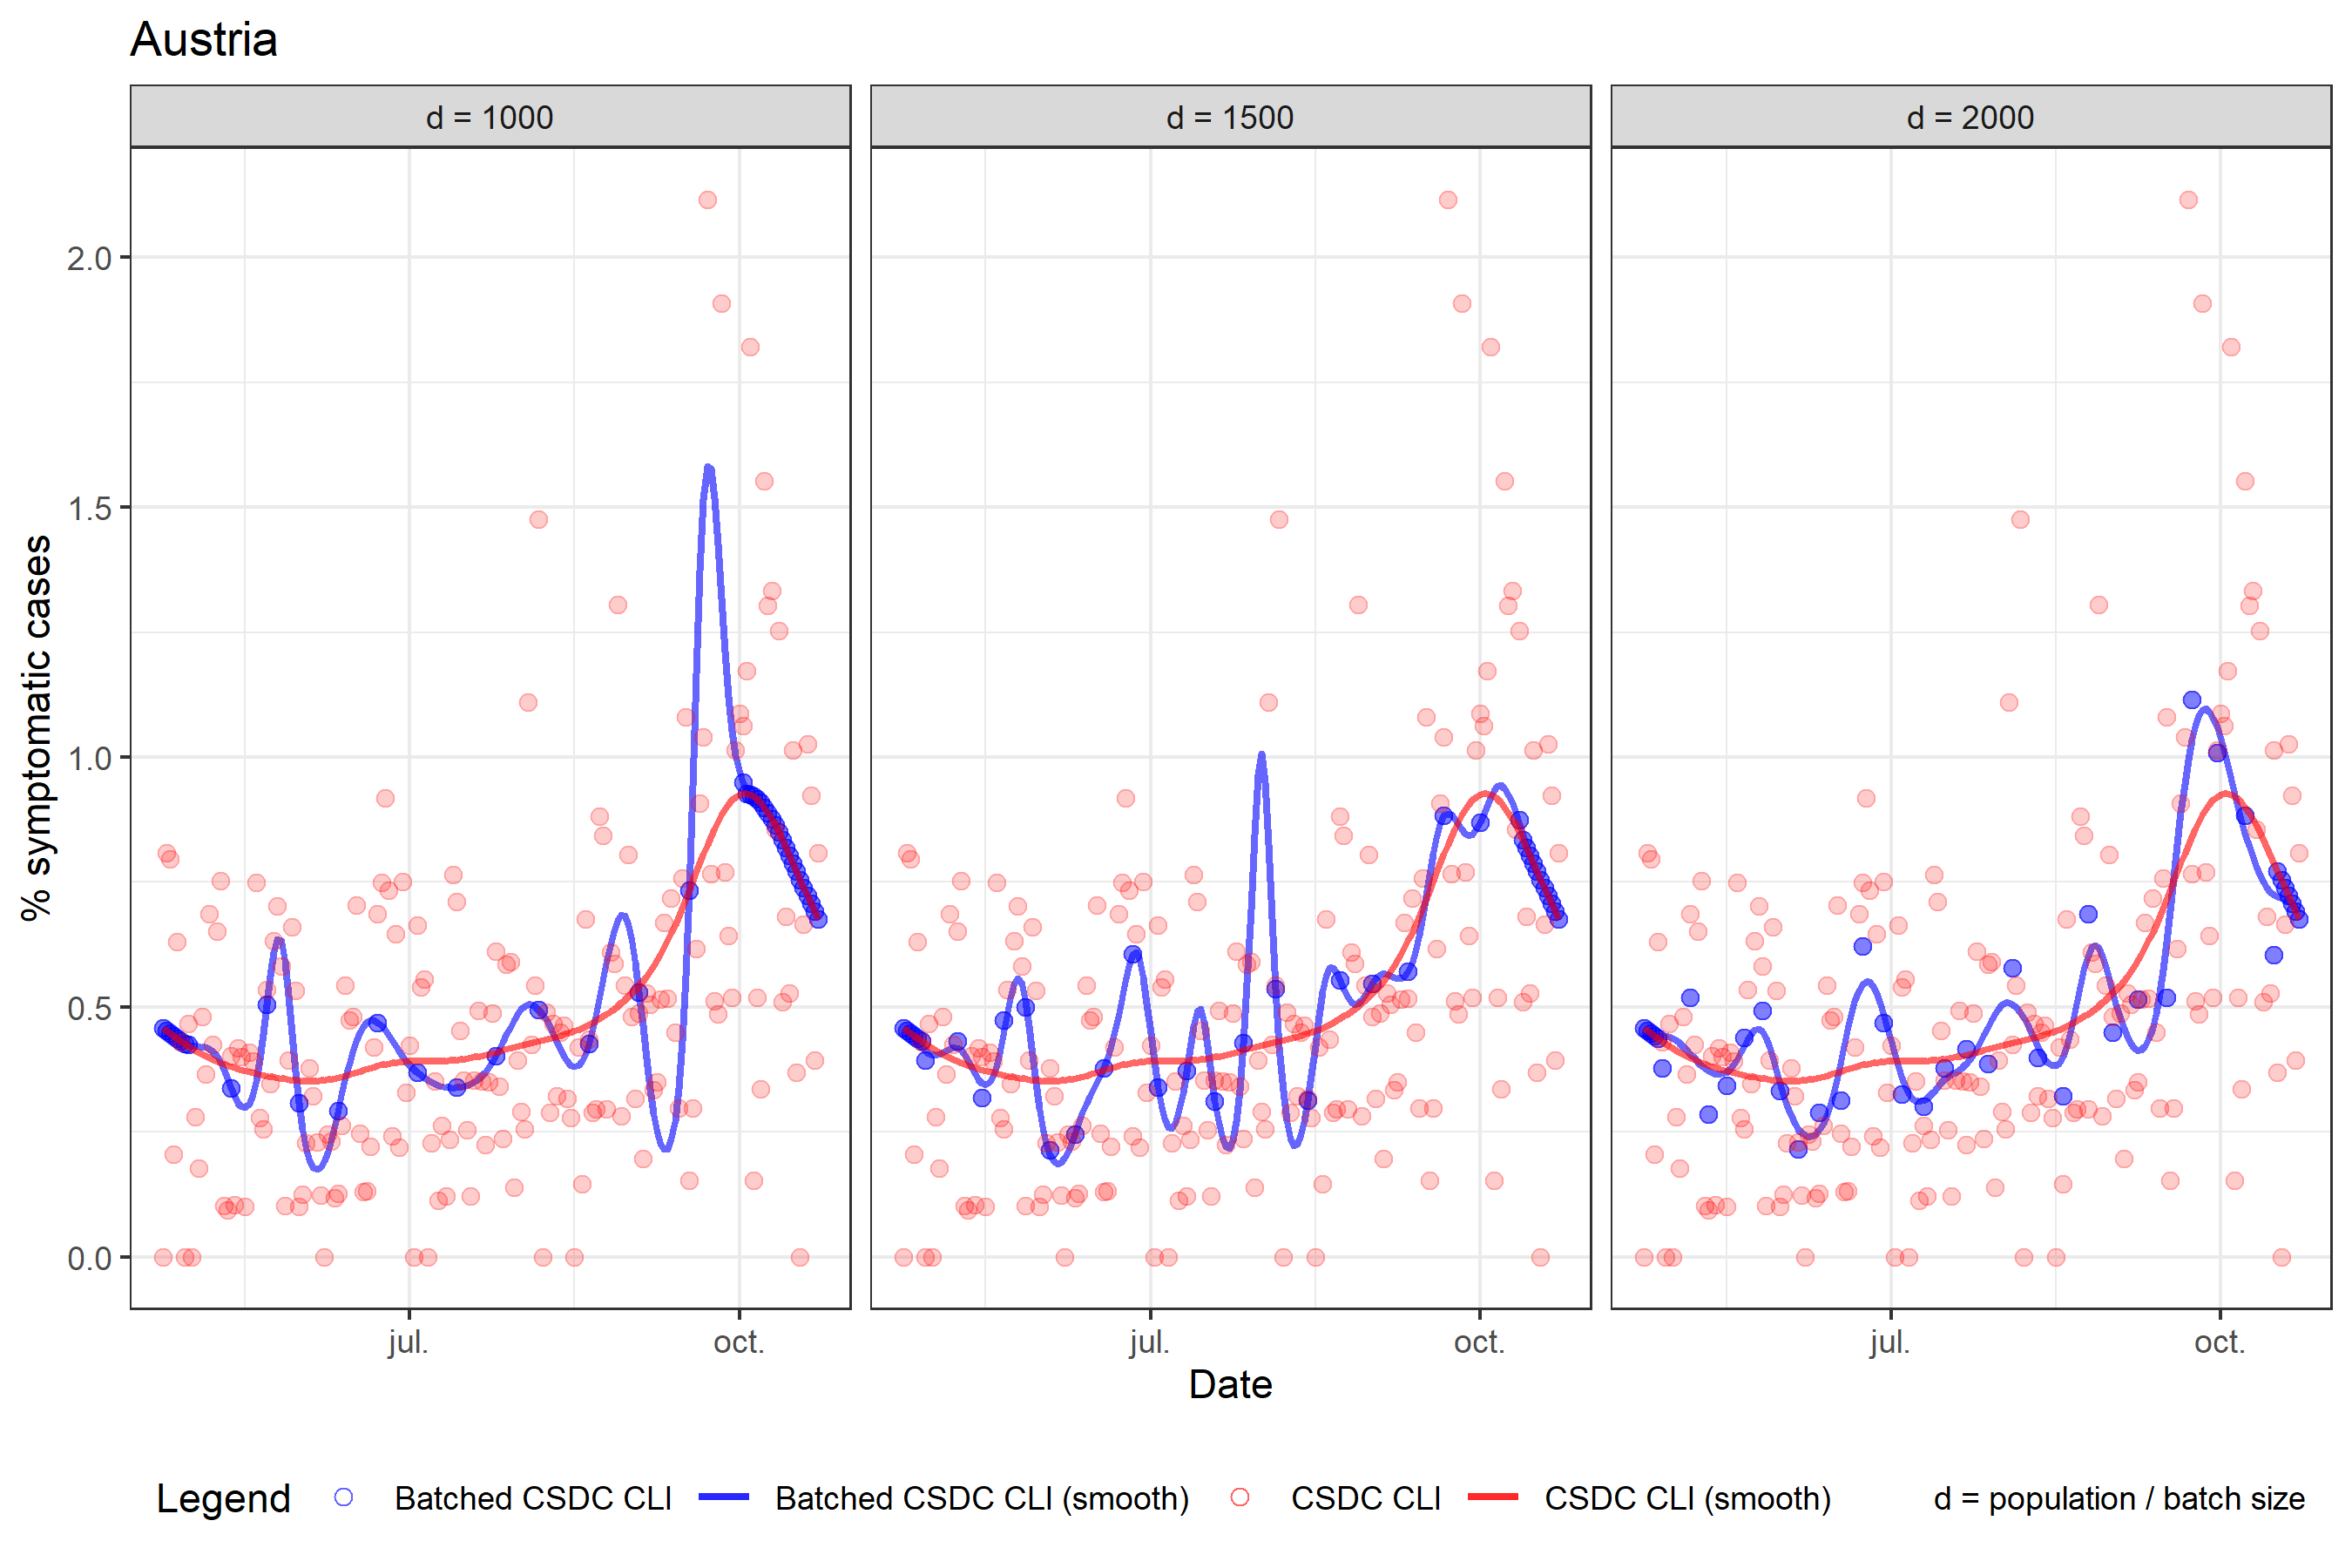 Austria
d = 1000
d = 1500
d = 2000
% symptomatic cases
2.0
1.5
1.0
0.5
0.0
jul.
oct.
jul.
oct.
jul.
oct.
Date
Legend
Batched CSDC CLI
Batched CSDC CLI (smooth)
CSDC CLI
CSDC CLI (smooth)
d = population / batch size